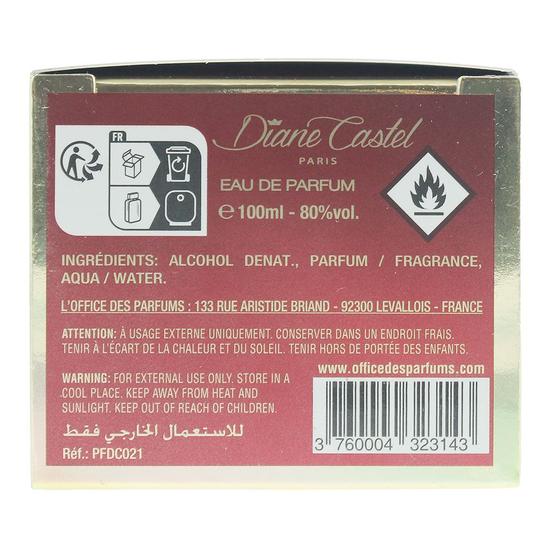 FR
Diane Castel
PARIS
EAU DE PARFUM
℮ 100ml - 80%vol.
INGRÉDIENTS: ALCOHOL DENAT., PARFUM / FRAGRANCE,
AQUA / WATER.
L'OFFICE DES PARFUMS : 133 RUE ARISTIDE BRIAND - 92300 LEVALLOIS - FRANCE
ATTENTION: À USAGE EXTERNE UNIQUEMENT. CONSERVER DANS UN ENDROIT FRAIS.
TENIR À L'ÉCART DE LA CHALEUR ET DU SOLEIL. TENIR HORS DE PORTÉE DES ENFANTS.
WARNING: FOR EXTERNAL USE ONLY. STORE IN A
COOL PLACE. KEEP AWAY FROM HEAT AND
SUNLIGHT. KEEP OUT OF REACH OF CHILDREN.
للاستعمال الخارجي فقط
Réf.: PFDC021
www.officedesparfums.com
3 760004 323143